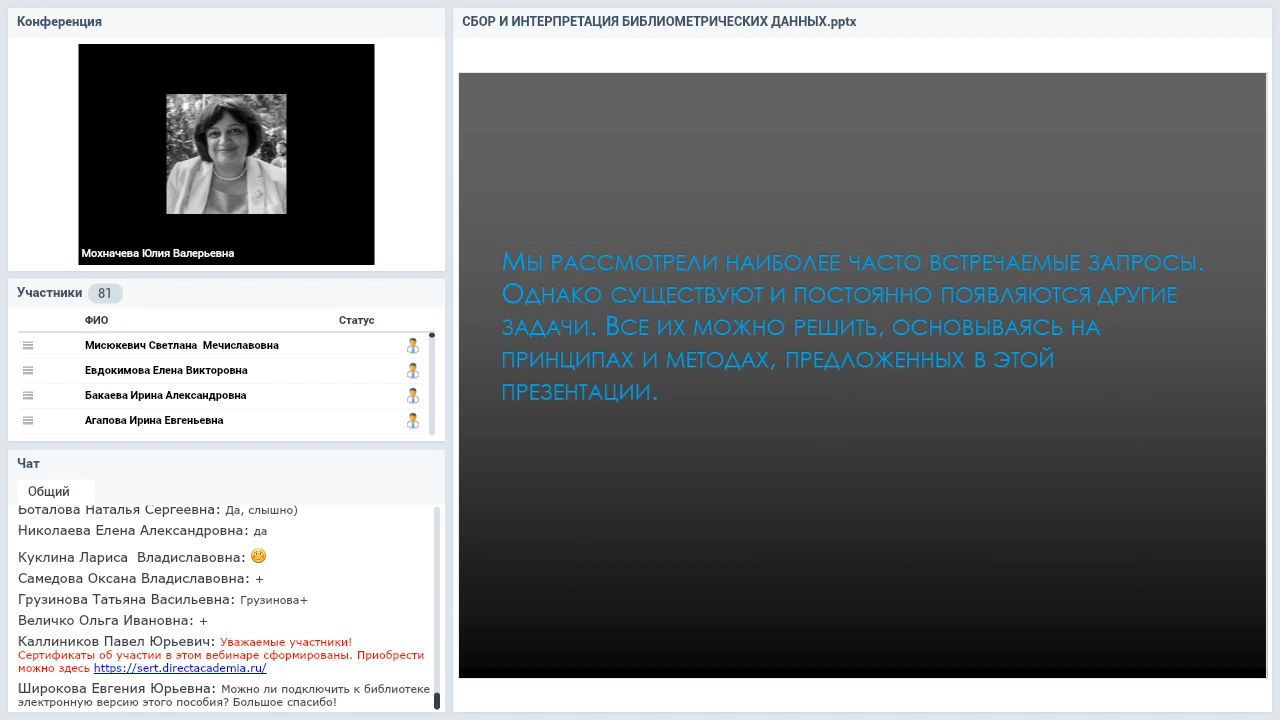 Конференция
Мохначева Юлия Валерьевна
Участники 81
ФИО Статус
Мисюкевич Светлана Мечиславовна
Евдокимова Елена Викторовна
Бакаева Ирина Александровна
Агапова Ирина Евгеньевна
Чат
Общий
Боталова Наталья Сергеевна: Да, слышно)
Николаева Елена Александровна: да
Куклина Лариса Владиславовна:
Самедова Оксана Владиславовна: +
Грузинова Татьяна Васильевна: Грузинова+
Величко Ольга Ивановна: +
Каллиников Павел Юрьевич: Уважаемые участники!
Сертификаты об участии в этом вебинаре сформированы. Приобрести
можно здесь https://sert.directacademia.ru/
Широкова Евгения Юрьевна: Можно ли подключить к библиотеке
электронную версию этого пособия? Большое спасибо!
СБОР И ИНТЕРПРЕТАЦИЯ БИБЛИОМЕТРИЧЕСКИХ ДАННЫХ.pptx
Мы рассмотрели наиболее часто встречаемые запросы.
Однако существуют и постоянно появляются другие
задачи. Все их можно решить, основываясь на
принципах и методах, предложенных в этой
презентации.